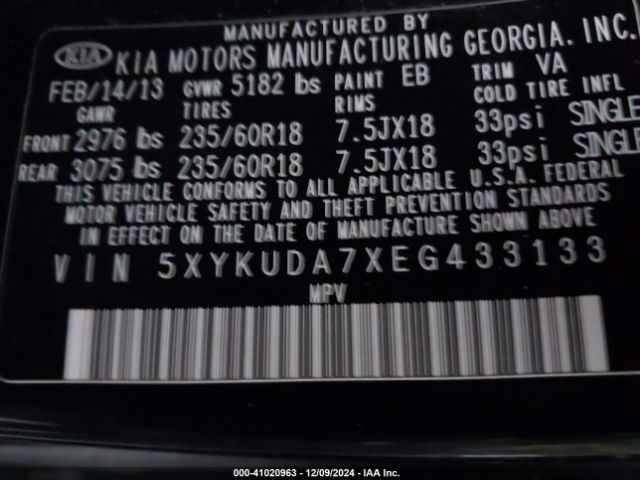 MANUFACTURED BY
KIA KIA MOTORS MANUFACTURING GEORGIA. INC.
FEB/14/13 GVWR 5182 lbs PAINT EB TRIM VA
GAWR TIRES RIMS COLD TIRE INFL
FRONT 2976 lbs 235/60R18 7.5JX18 33psi SINGLE
REAR 3075 lbs 235/60R18 7.5JX18 33psi SINGLE
THIS VEHICLE CONFORMS TO ALL APPLICABLE U.S.A. FEDERAL
MOTOR VEHICLE SAFETY AND THEFT PREVENTION STANDARDS
IN EFFECT ON THE DATE OF MANUFACTURE SHOWN ABOVE
VIN 5XYKUDA7XEG433133
MPV
000-41020963 - 12/09/2024 - IAA Inc.